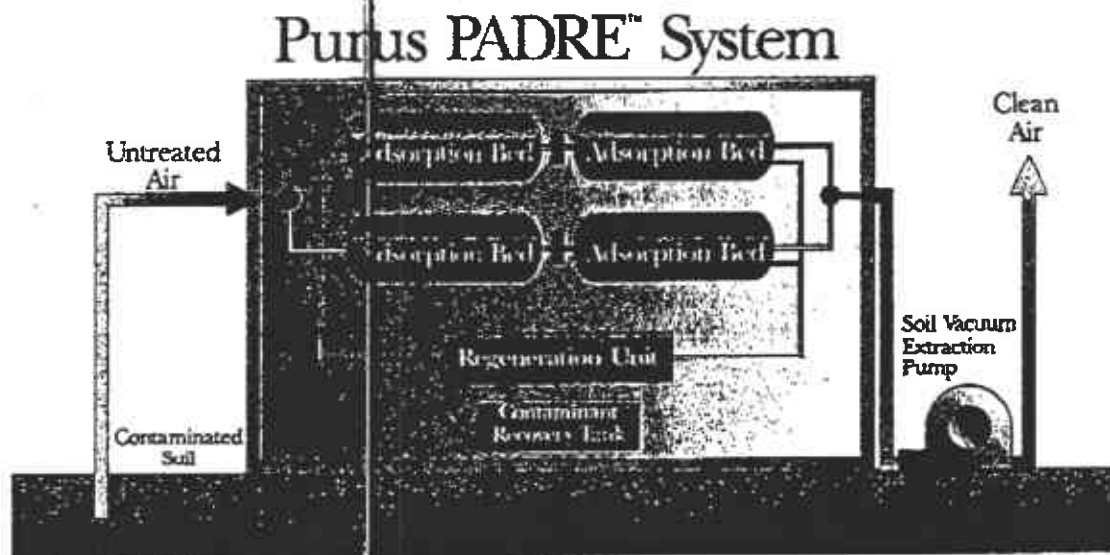 Purus PADRE™ System
Clean
Air
Untreated
Air
Adsorption Bed
Adsorption Bed
Adsorption Bed
Adsorption Bed
Soil Vacuum
Extraction
Pump
Regeneration Unit
Contaminant
Recovery Tank
Contaminated
Soil